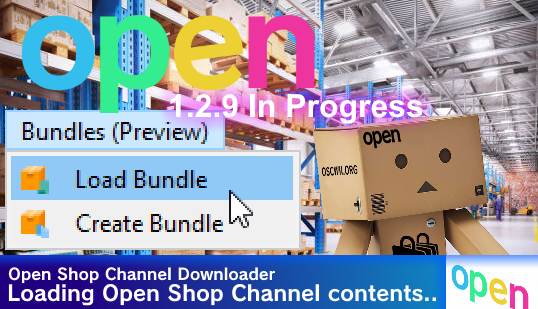 open
1.2.9 In Progress
Bundles (Preview)
Load Bundle
Create Bundle
open
OSCWII.ORG
Open Shop Channel Downloader
Loading Open Shop Channel contents..
open